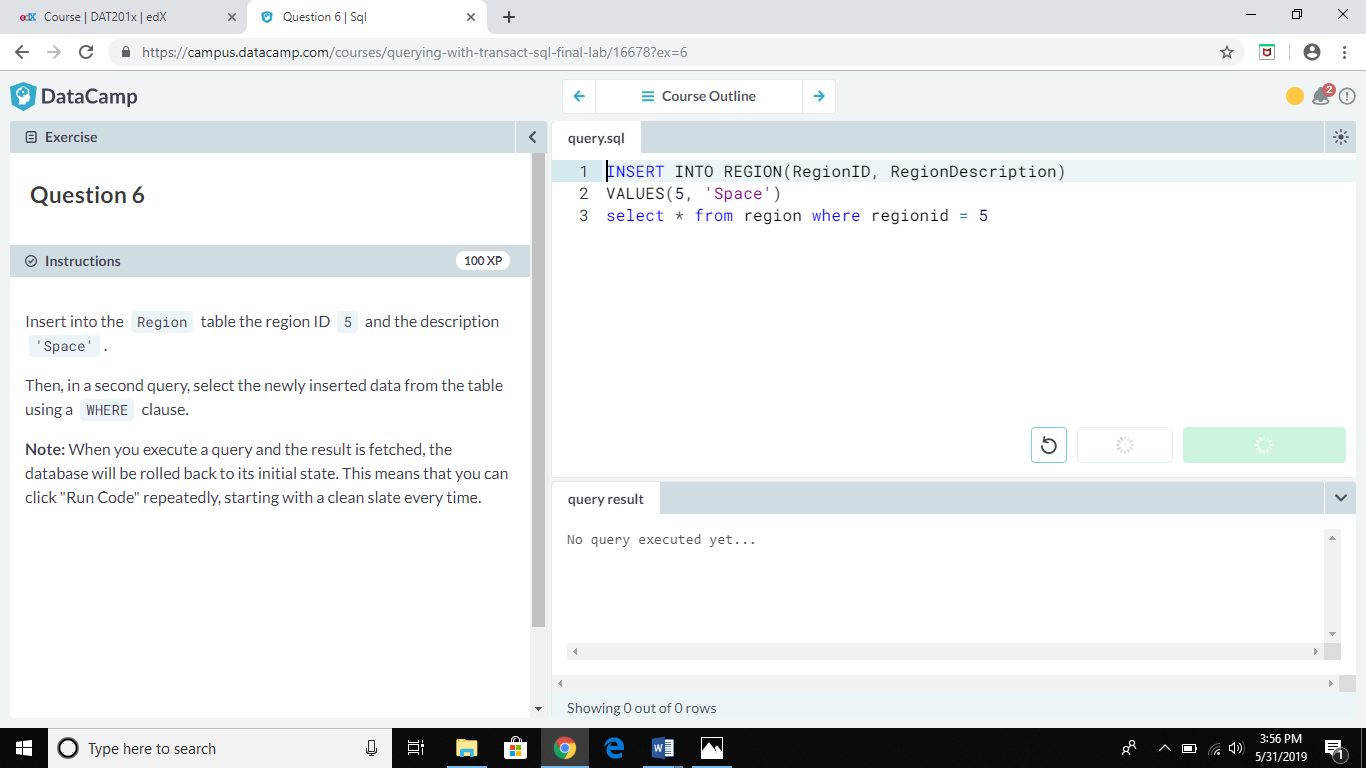 edX Course | DAT201x | edX
Question 6 | Sql
https://campus.datacamp.com/courses/querying-with-transact-sql-final-lab/16678?ex=6
DataCamp
Course Outline
2
Exercise
Question 6
Instructions
100 XP
Insert into the Region table the region ID 5 and the description
'Space' .
Then, in a second query, select the newly inserted data from the table
using a WHERE clause.
Note: When you execute a query and the result is fetched, the
database will be rolled back to its initial state. This means that you can
click "Run Code" repeatedly, starting with a clean slate every time.
query.sql
1 INSERT INTO REGION(RegionID, RegionDescription)
2 VALUES(5, 'Space')
3 select * from region where regionid = 5
query result
No query executed yet...
Showing 0 out of 0 rows
Type here to search
3:56 PM
5/31/2019
1